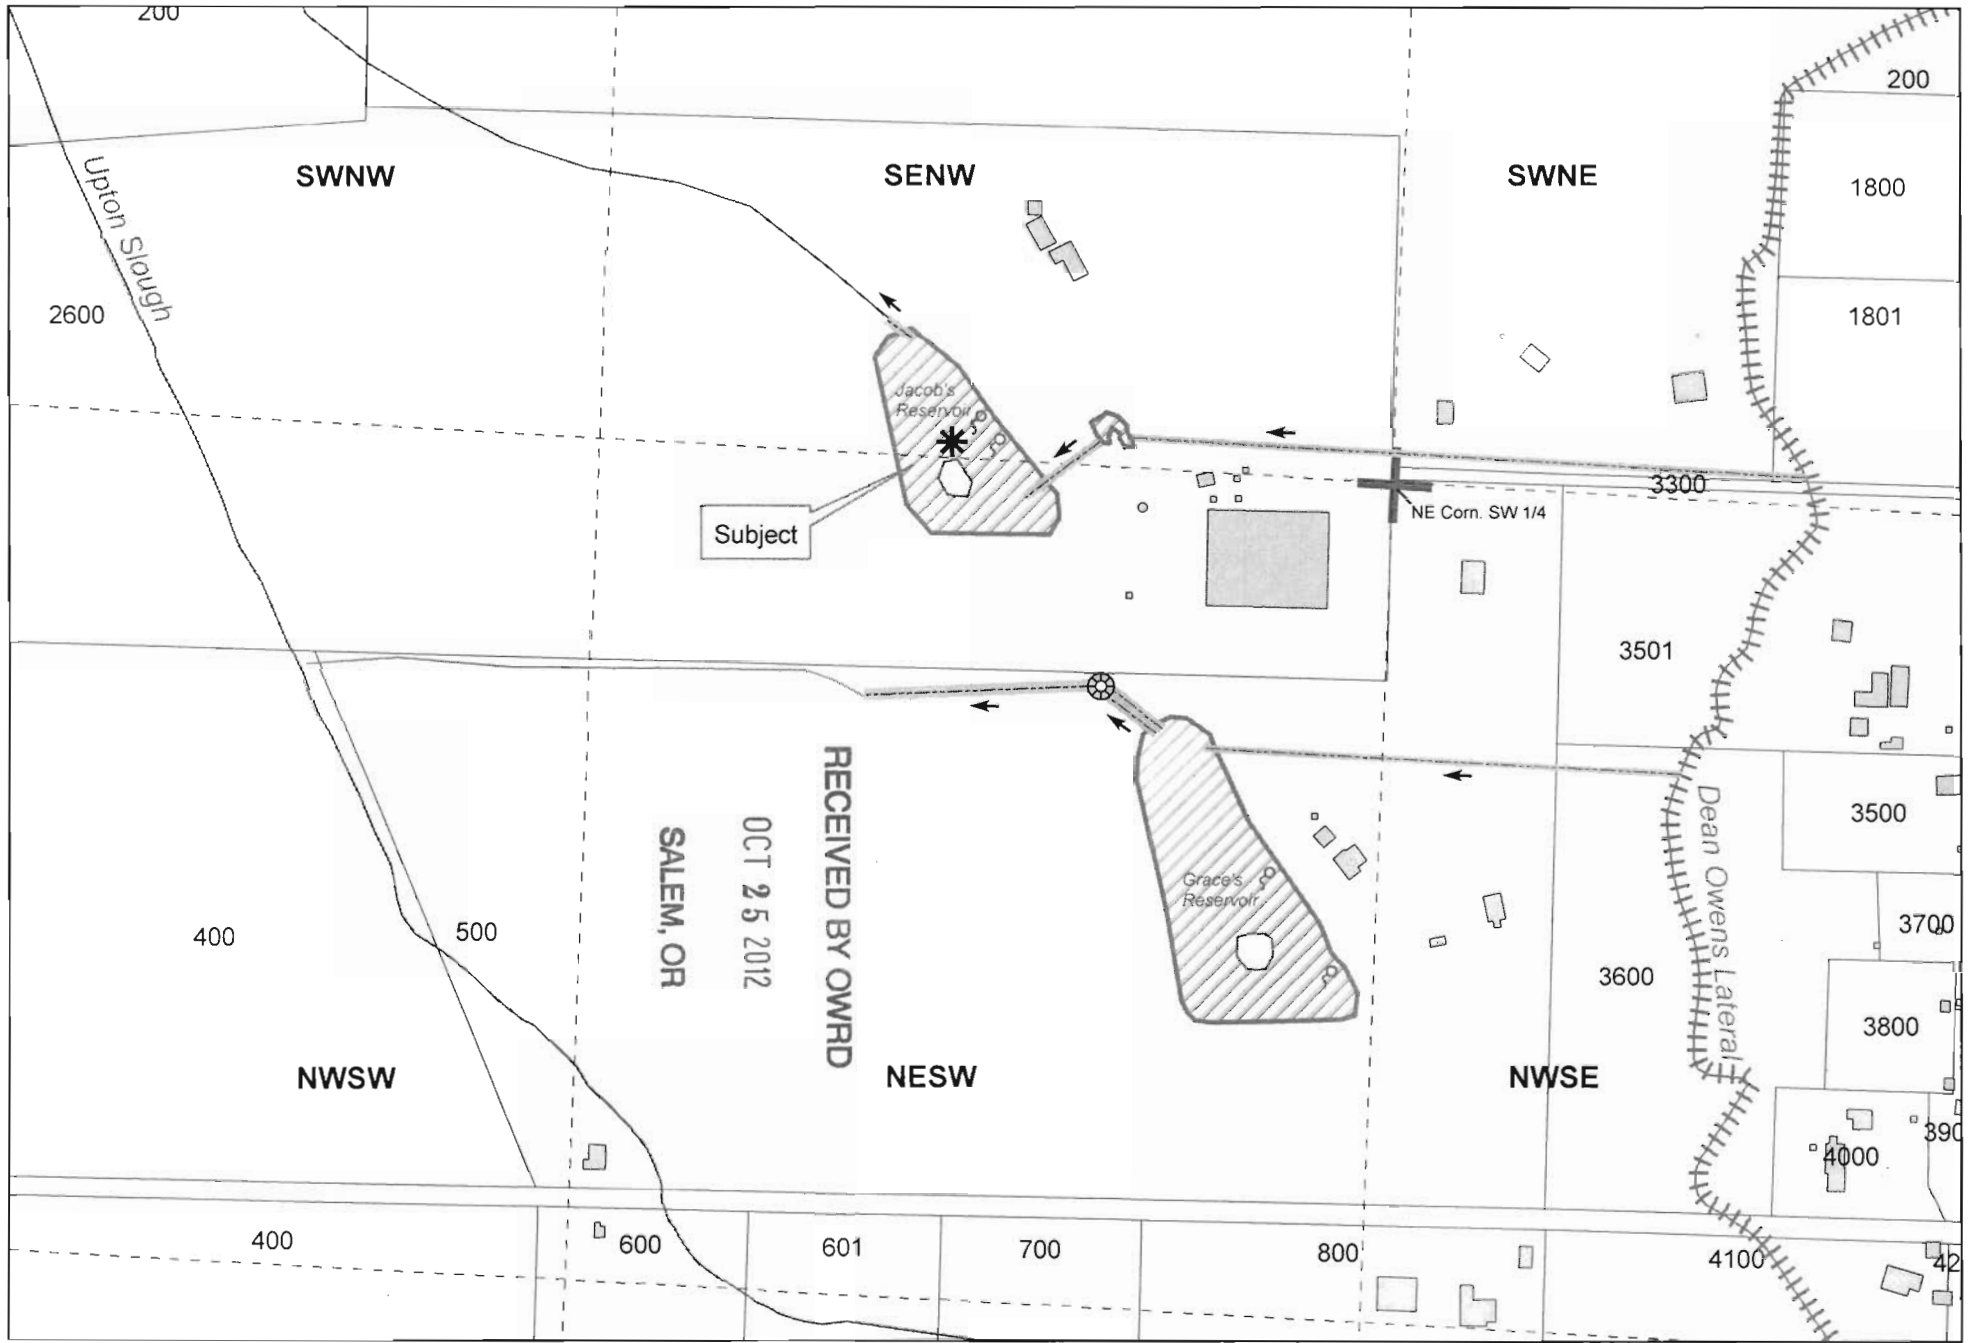 200
200
Upton Slough
SWNW
SENW
SWNE
1800
2600
1801
Jacob's
Reservoir
Subject
3300
NE Corn. SW 1/4
3501
RECEIVED BY OWRD
OCT 25 2012
SALEM, OR
Dean Owens Lateral
3500
Grace's
Reservoir
400
500
3700
3600
3800
NWSW
NESW
NWSE
390
4000
400
600
601
700
800
4100
42